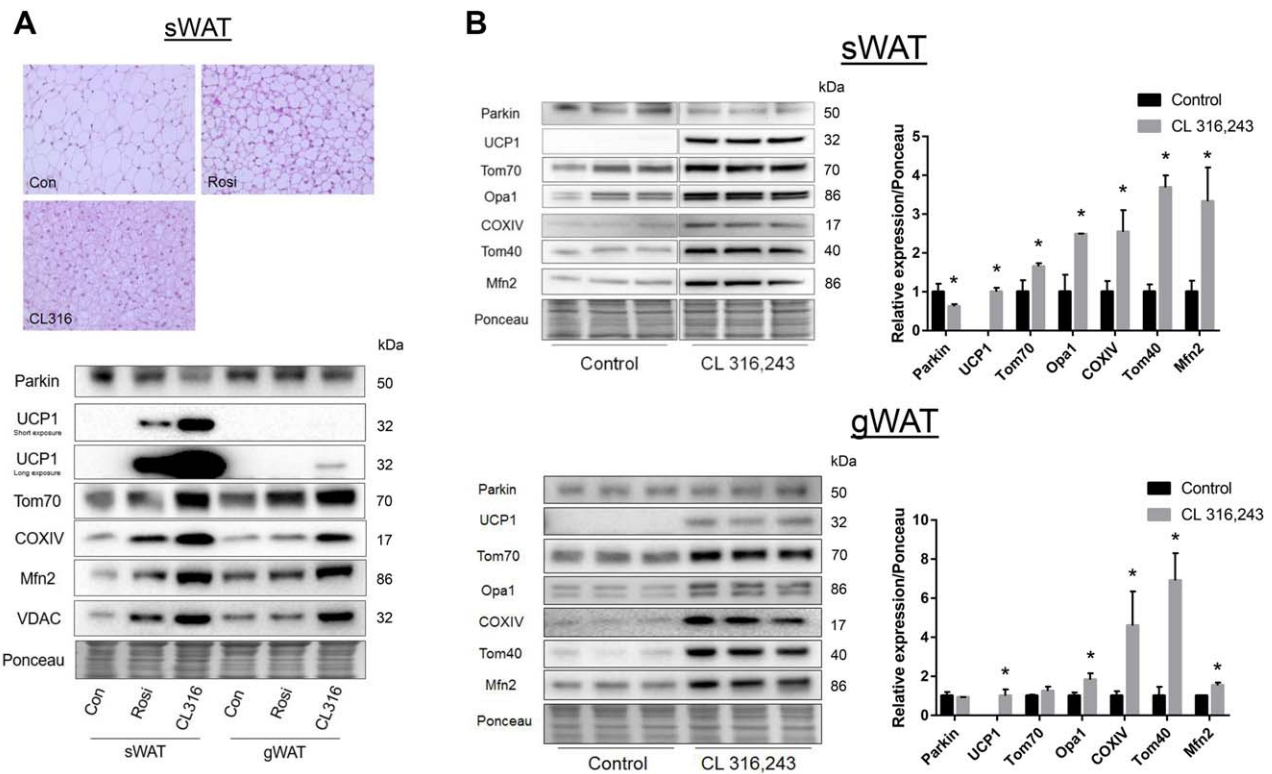 A
sWAT
Con
Rosi
CL316
kDa
Parkin
50
UCP1
Short exposure
32
UCP1
Long exposure
32
Tom70
70
COXIV
17
Mfn2
86
VDAC
32
Ponceau
Con
Rosi
CL316
Con
Rosi
CL316
sWAT
gWAT
B
sWAT
kDa
Parkin
50
UCP1
32
Tom70
70
Opa1
86
COXIV
17
Tom40
40
Mfn2
86
Ponceau
Control
CL 316,243
Control
CL 316,243
Relative expression/Ponceau
5
4
3
2
1
0
*
*
*
*
*
*
*
Parkin
UCP1
Tom70
Opa1
COXIV
Tom40
Mfn2
gWAT
kDa
Parkin
50
UCP1
32
Tom70
70
Opa1
86
COXIV
17
Tom40
40
Mfn2
86
Ponceau
Control
CL 316,243
Control
CL 316,243
Relative expression/Ponceau
10
8
6
4
2
0
*
*
*
*
*
Parkin
UCP1
Tom70
Opa1
COXIV
Tom40
Mfn2